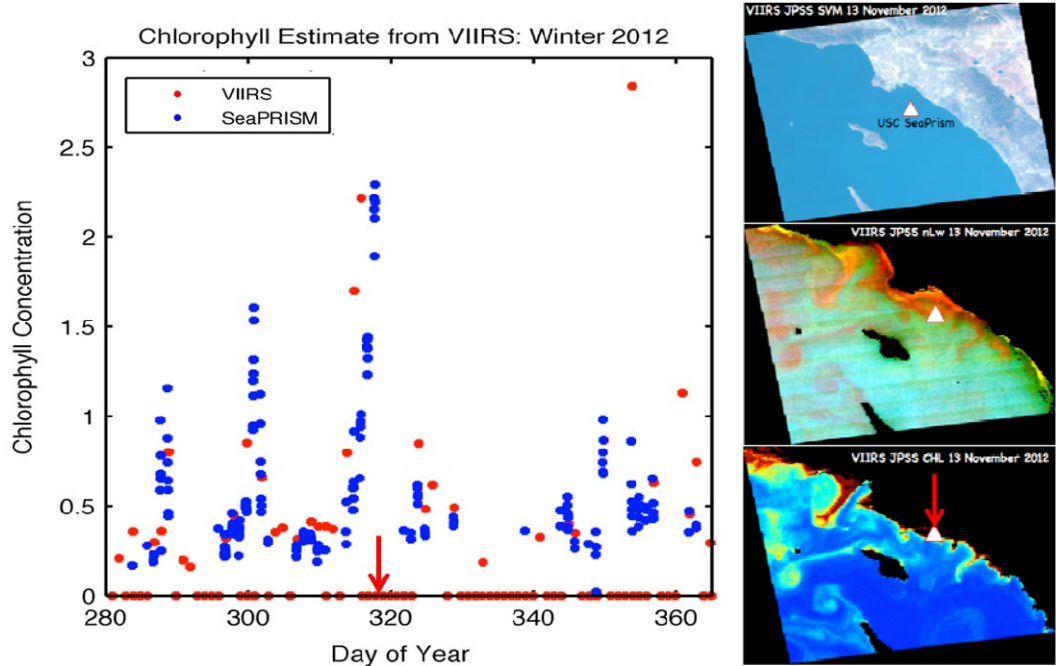 Chlorophyll Estimate from VIIRS: Winter 2012
3
2.5
2
1.5
1
0.5
0
280
300
320
340
360
Chlorophyll Concentration
Day of Year
VIIRS
SeaPRISM
VIIRS JPSS SVM 13 November 2012
USC SeaPrism
VIIRS JPSS nLw 13 November 2012
VIIRS JPSS CHL 13 November 2012